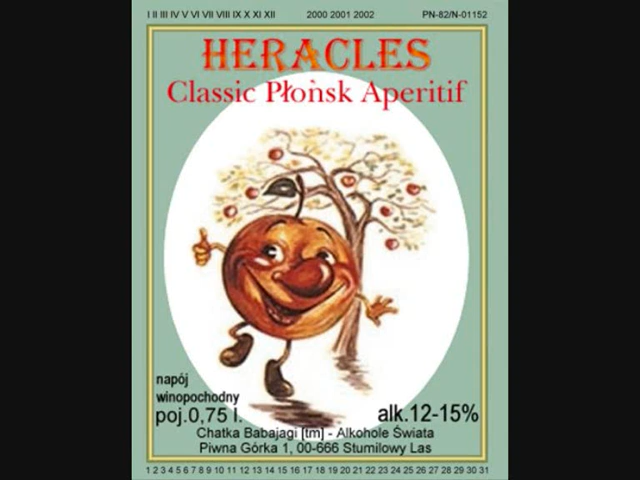 I II III IV V VI VII VIII IX X XI XII 2000 2001 2002 PN-82/N-01152
HERACLES
Classic Płońsk Aperitif
napój
winopochodny
poj.0,75 l. alk.12-15%
Chatka Babajagi [tm] - Alkohole Świata
Piwna Górka 1, 00-666 Stumilowy Las
1 2 3 4 5 6 7 8 9 10 11 12 13 14 15 16 17 18 19 20 21 22 23 24 25 26 27 28 29 30 31